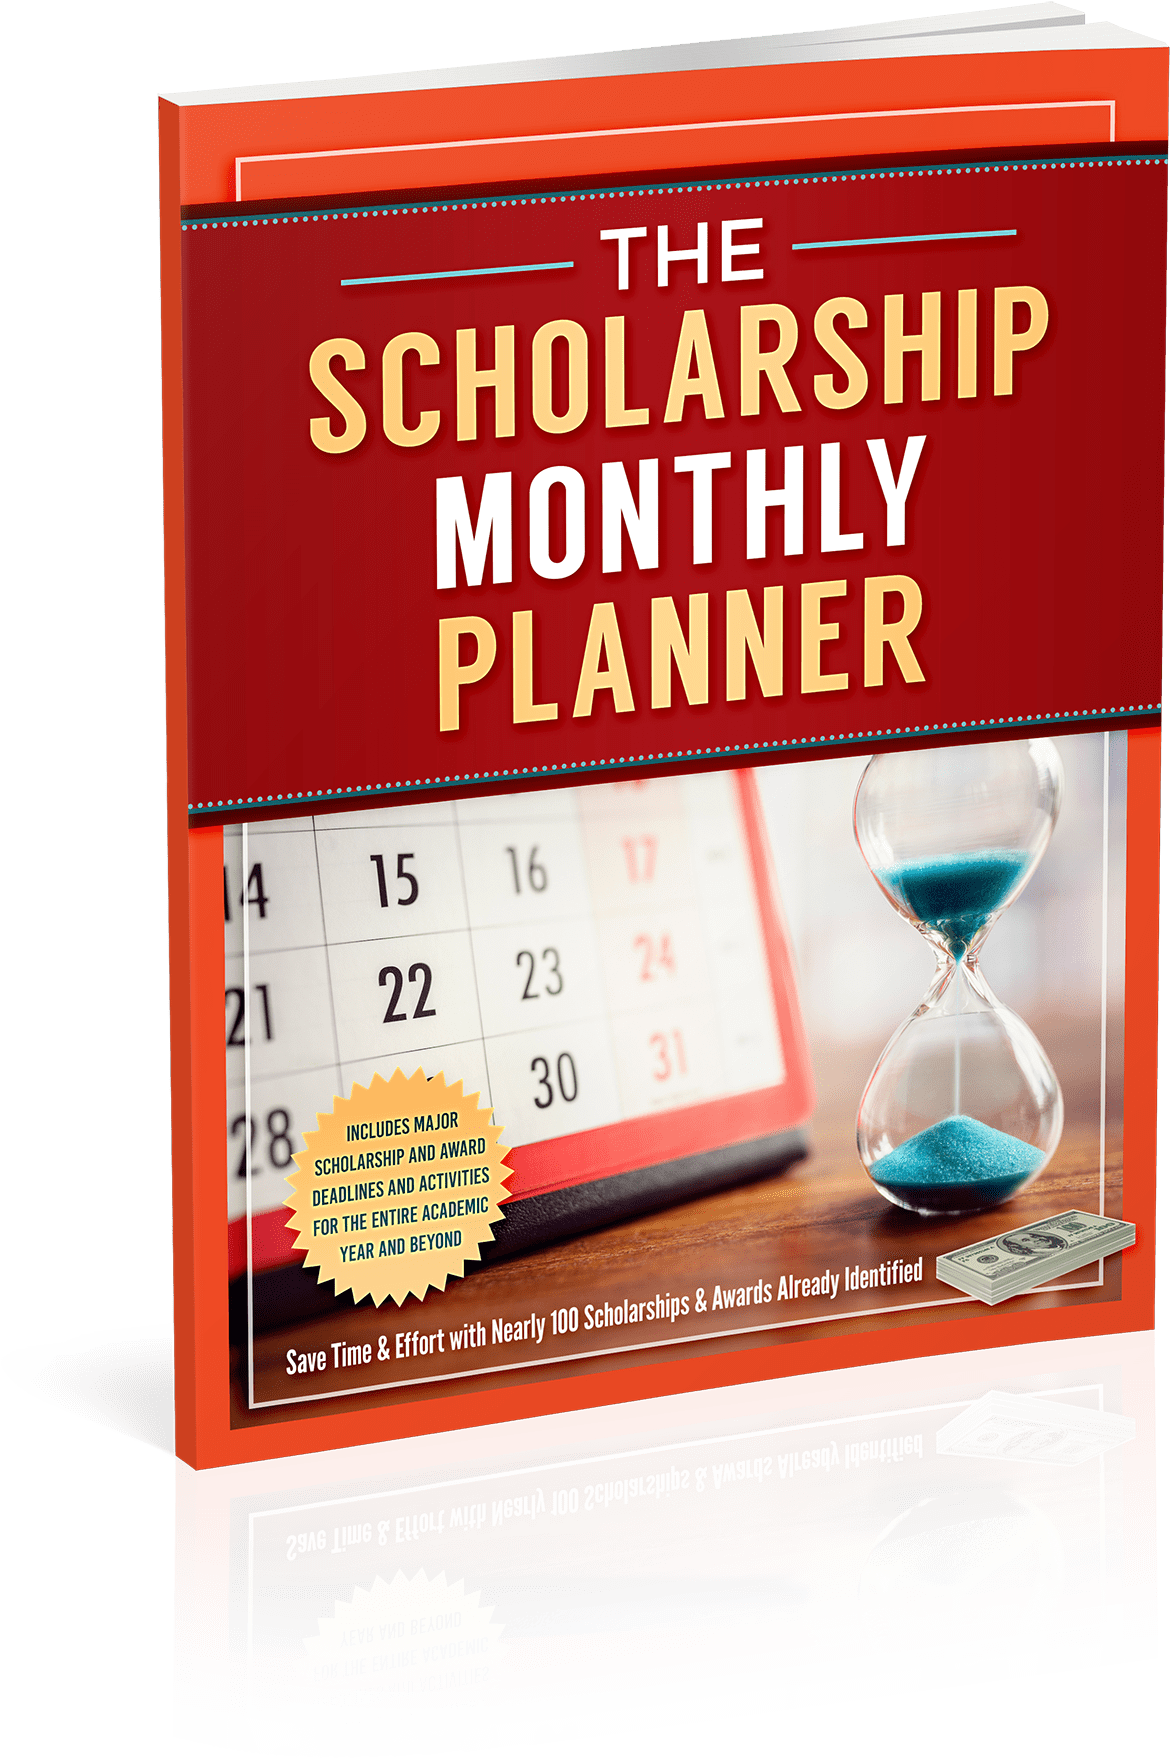 THE
SCHOLARSHIP
MONTHLY
PLANNER
14 15 16 17
21 22 23 24
28 30 31
INCLUDES MAJOR
SCHOLARSHIP AND AWARD
DEADLINES AND ACTIVITIES
FOR THE ENTIRE ACADEMIC
YEAR AND BEYOND
Save Time & Effort with Nearly 100 Scholarships & Awards Already Identified